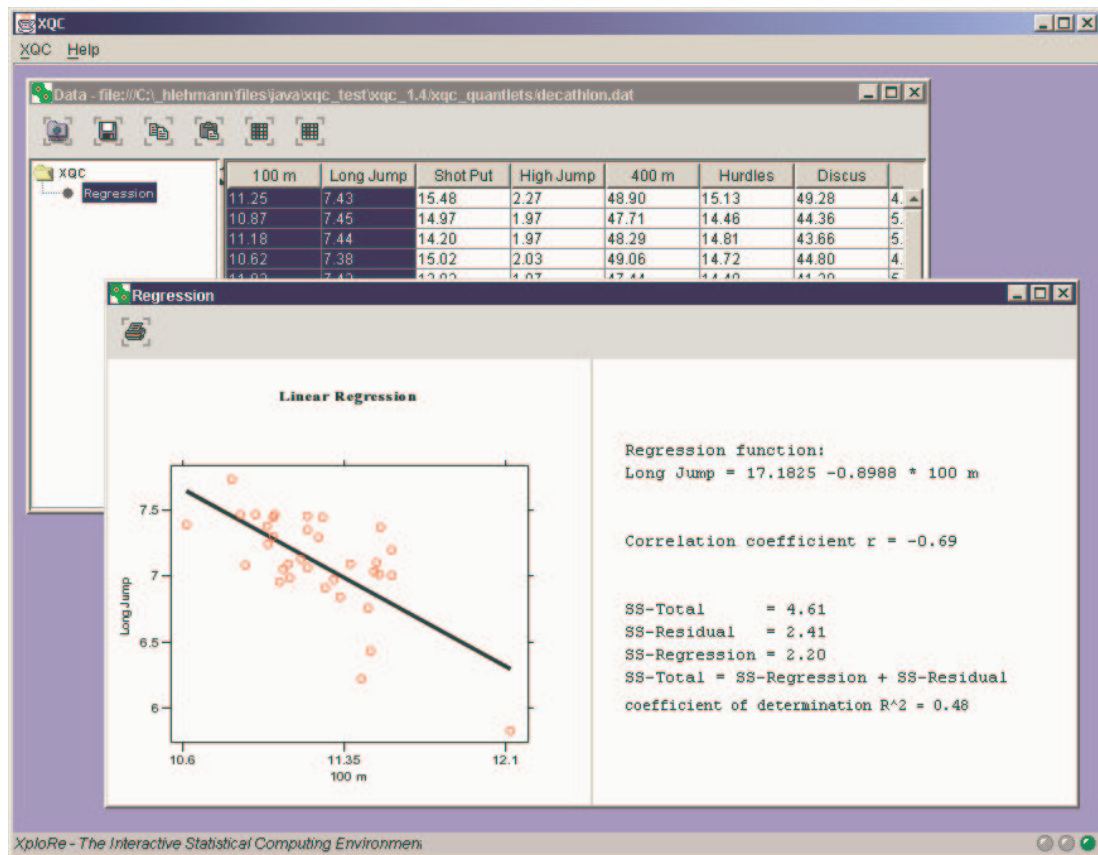 XQC
XQC Help
Data - file:///C:\_hlehmann\files\java\xqc_test\xqc_1.4/xqc_quantlets/decathlon.dat
XQC
Regression
100 m Long Jump Shot Put High Jump 400 m Hurdles Discus
11.25 7.43 15.48 2.27 48.90 15.13 49.28 4.
10.87 7.45 14.97 1.97 47.71 14.46 44.36 5.
11.18 7.44 14.20 1.97 48.29 14.81 43.66 5.
10.62 7.38 15.02 2.03 49.06 14.72 44.80 4.
Regression
Linear Regression
7.5
7
6.5
6
Long Jump
10.6 11.35 12.1
100 m
Regression function:
Long Jump = 17.1825 -0.8988 * 100 m
Correlation coefficient r = -0.69
SS-Total = 4.61
SS-Residual = 2.41
SS-Regression = 2.20
SS-Total = SS-Regression + SS-Residual
coefficient of determination R^2 = 0.48
XploRe - The Interactive Statistical Computing Environmen